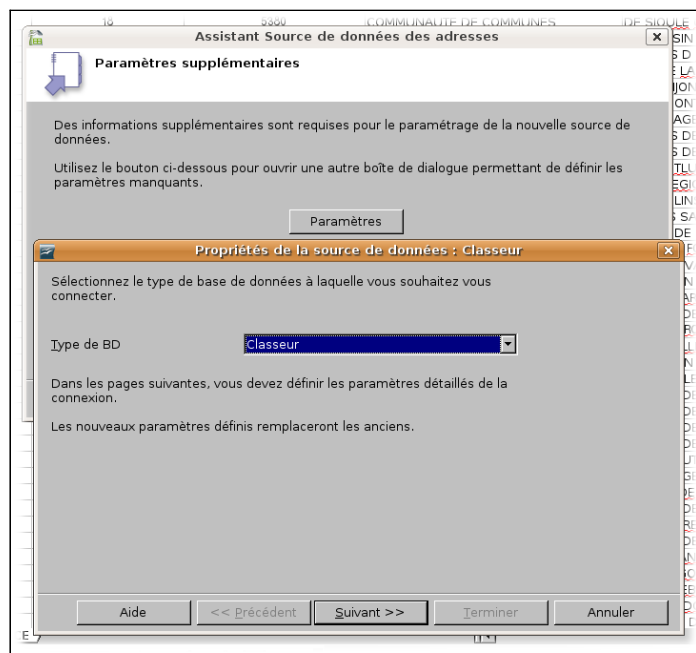 18 5380 COMMUNAUTE DE COMMUNES DE SIOULE
Assistant Source de données des adresses
Paramètres supplémentaires
Des informations supplémentaires sont requises pour le paramétrage de la nouvelle source de
données.
Utilisez le bouton ci-dessous pour ouvrir une autre boîte de dialogue permettant de définir les
paramètres manquants.
Paramètres
Propriétés de la source de données : Classeur
Sélectionnez le type de base de données à laquelle vous souhaitez vous
connecter.
Type de BD Classeur
Dans les pages suivantes, vous devez définir les paramètres détaillés de la
connexion.
Les nouveaux paramètres définis remplaceront les anciens.
Aide << Précédent Suivant >> Terminer Annuler